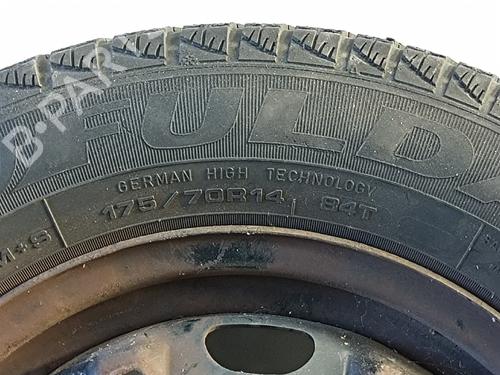 B-PARTS
FULDA
GERMAN HIGH TECHNOLOGY
175/70R14 84T
M+S